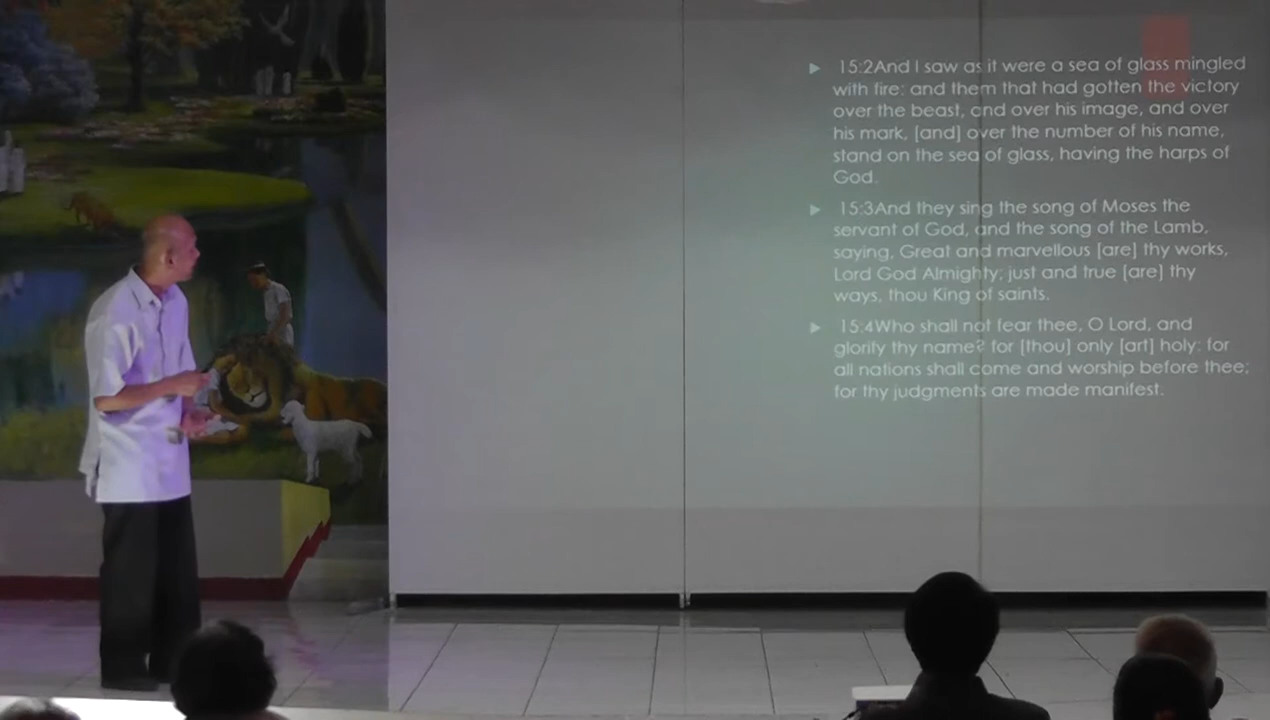 15:2And I saw as it were a sea of glass mingled
with fire: and them that had gotten the victory
over the beast, and over his image, and over
his mark, [and] over the number of his name,
stand on the sea of glass, having the harps of
God.
15:3And they sing the song of Moses the
servant of God, and the song of the Lamb,
saying, Great and marvellous [are] thy works,
Lord God Almighty; just and true [are] thy
ways, thou King of saints.
15:4Who shall not fear thee, O Lord, and
glorify thy name? for [thou] only [art] holy: for
all nations shall come and worship before thee;
for thy judgments are made manifest.